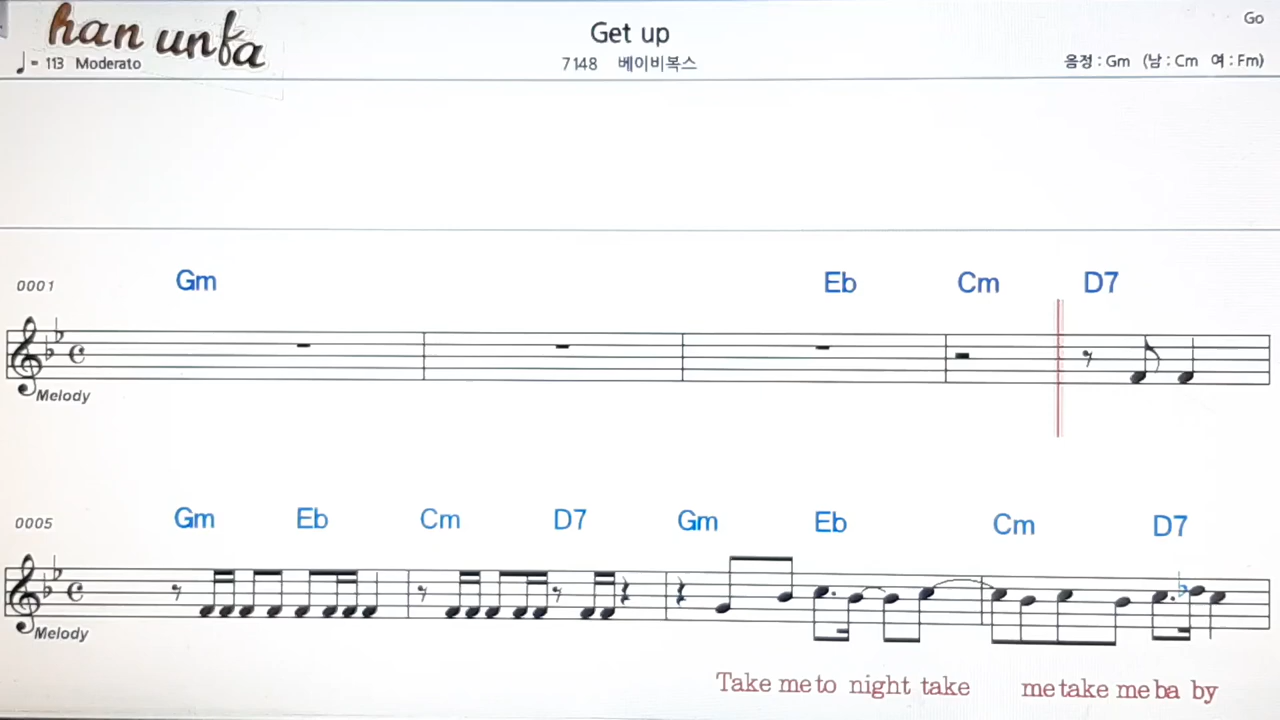 han unfa
Get up
Go
♩= 113 Moderato
7148 베이비복스
음정 : Gm (남 : Cm 여 : Fm)
0001 Gm Eb Cm D7
Melody
0005 Gm Eb Cm D7 Gm Eb Cm D7
Melody
Take me to night take me take me ba by